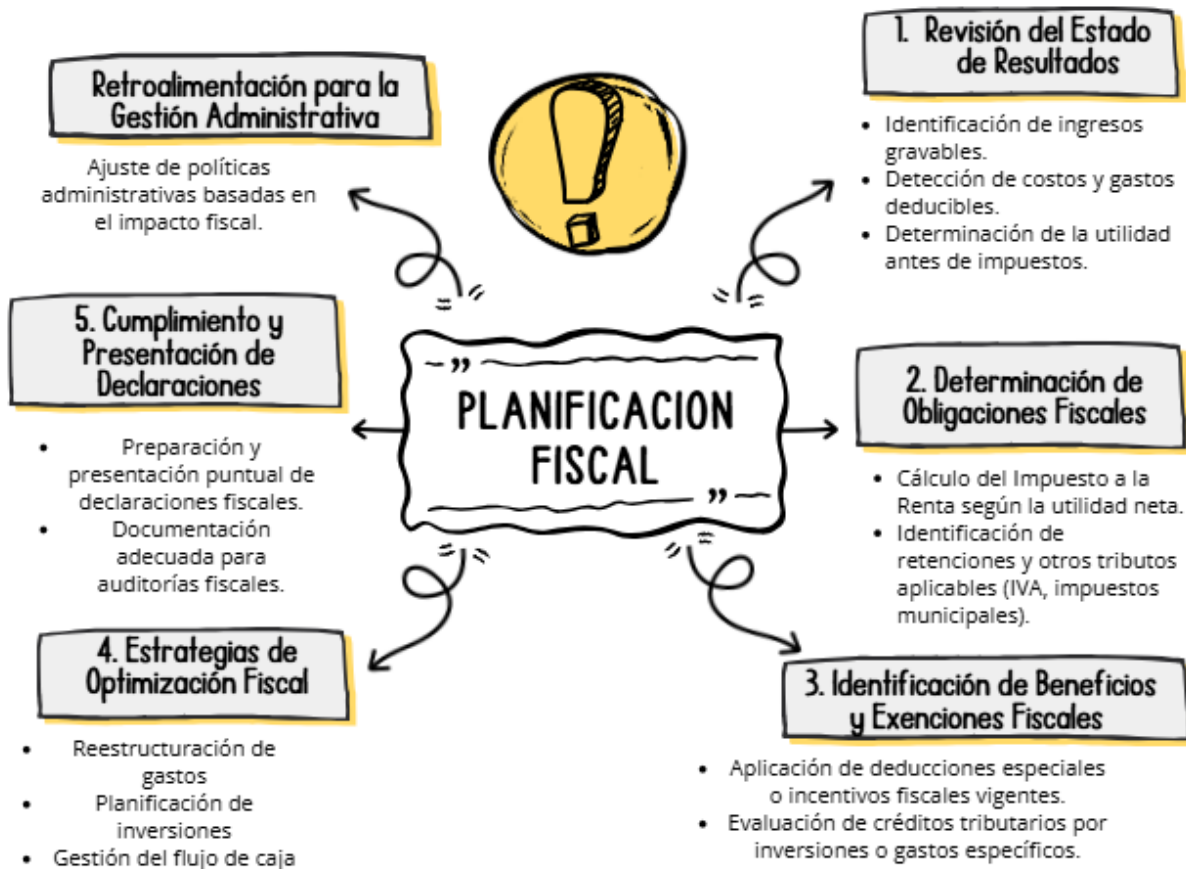 PLANIFICACION
FISCAL
1. Revisión del Estado
de Resultados
• Identificación de ingresos
gravables.
• Detección de costos y gastos
deducibles.
• Determinación de la utilidad
antes de impuestos.
2. Determinación de
Obligaciones Fiscales
• Cálculo del Impuesto a la
Renta según la utilidad neta.
• Identificación de
retenciones y otros tributos
aplicables (IVA, impuestos
municipales).
3. Identificación de Beneficios
y Exenciones Fiscales
• Aplicación de deducciones especiales
o incentivos fiscales vigentes.
• Evaluación de créditos tributarios por
inversiones o gastos específicos.
4. Estrategias de
Optimización Fiscal
• Reestructuración de
gastos
• Planificación de
inversiones
• Gestión del flujo de caja
5. Cumplimiento y
Presentación de
Declaraciones
• Preparación y
presentación puntual de
declaraciones fiscales.
• Documentación
adecuada para
auditorías fiscales.
Retroalimentación para la
Gestión Administrativa
Ajuste de políticas
administrativas basadas en
el impacto fiscal.